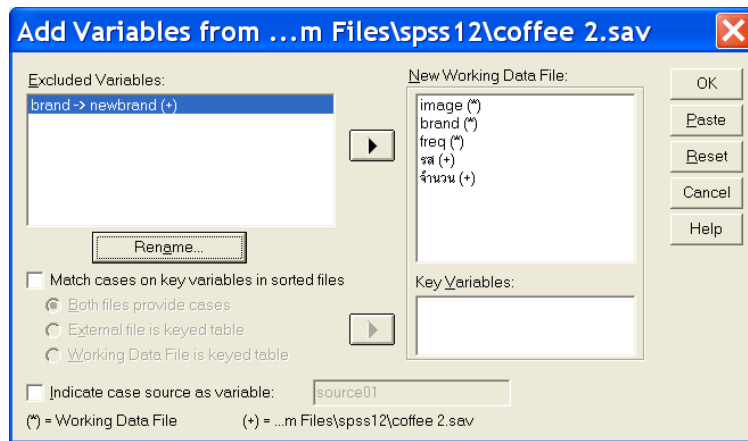 Add Variables from ...m Files\spss12\coffee 2.sav
Excluded Variables:
brand -> newbrand (+)
Rename...
New Working Data File:
image (*)
brand (*)
freq (*)
รส (+)
จำนวน (+)
OK
Paste
Reset
Cancel
Help
Match cases on key variables in sorted files
Both files provide cases
External file is keyed table
Working Data File is keyed table
Key Variables:
Indicate case source as variable:
source01
(*) = Working Data File
(+) = ...m Files\spss12\coffee 2.sav